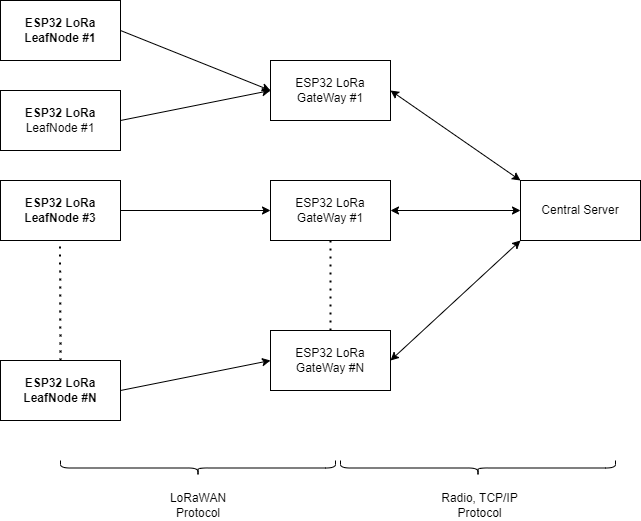 ESP32 LoRa
LeafNode #1
ESP32 LoRa
LeafNode #1
ESP32 LoRa
LeafNode #3
ESP32 LoRa
LeafNode #N
ESP32 LoRa
GateWay #1
ESP32 LoRa
GateWay #1
ESP32 LoRa
GateWay #N
Central Server
LoRaWAN
Protocol
Radio, TCP/IP
Protocol